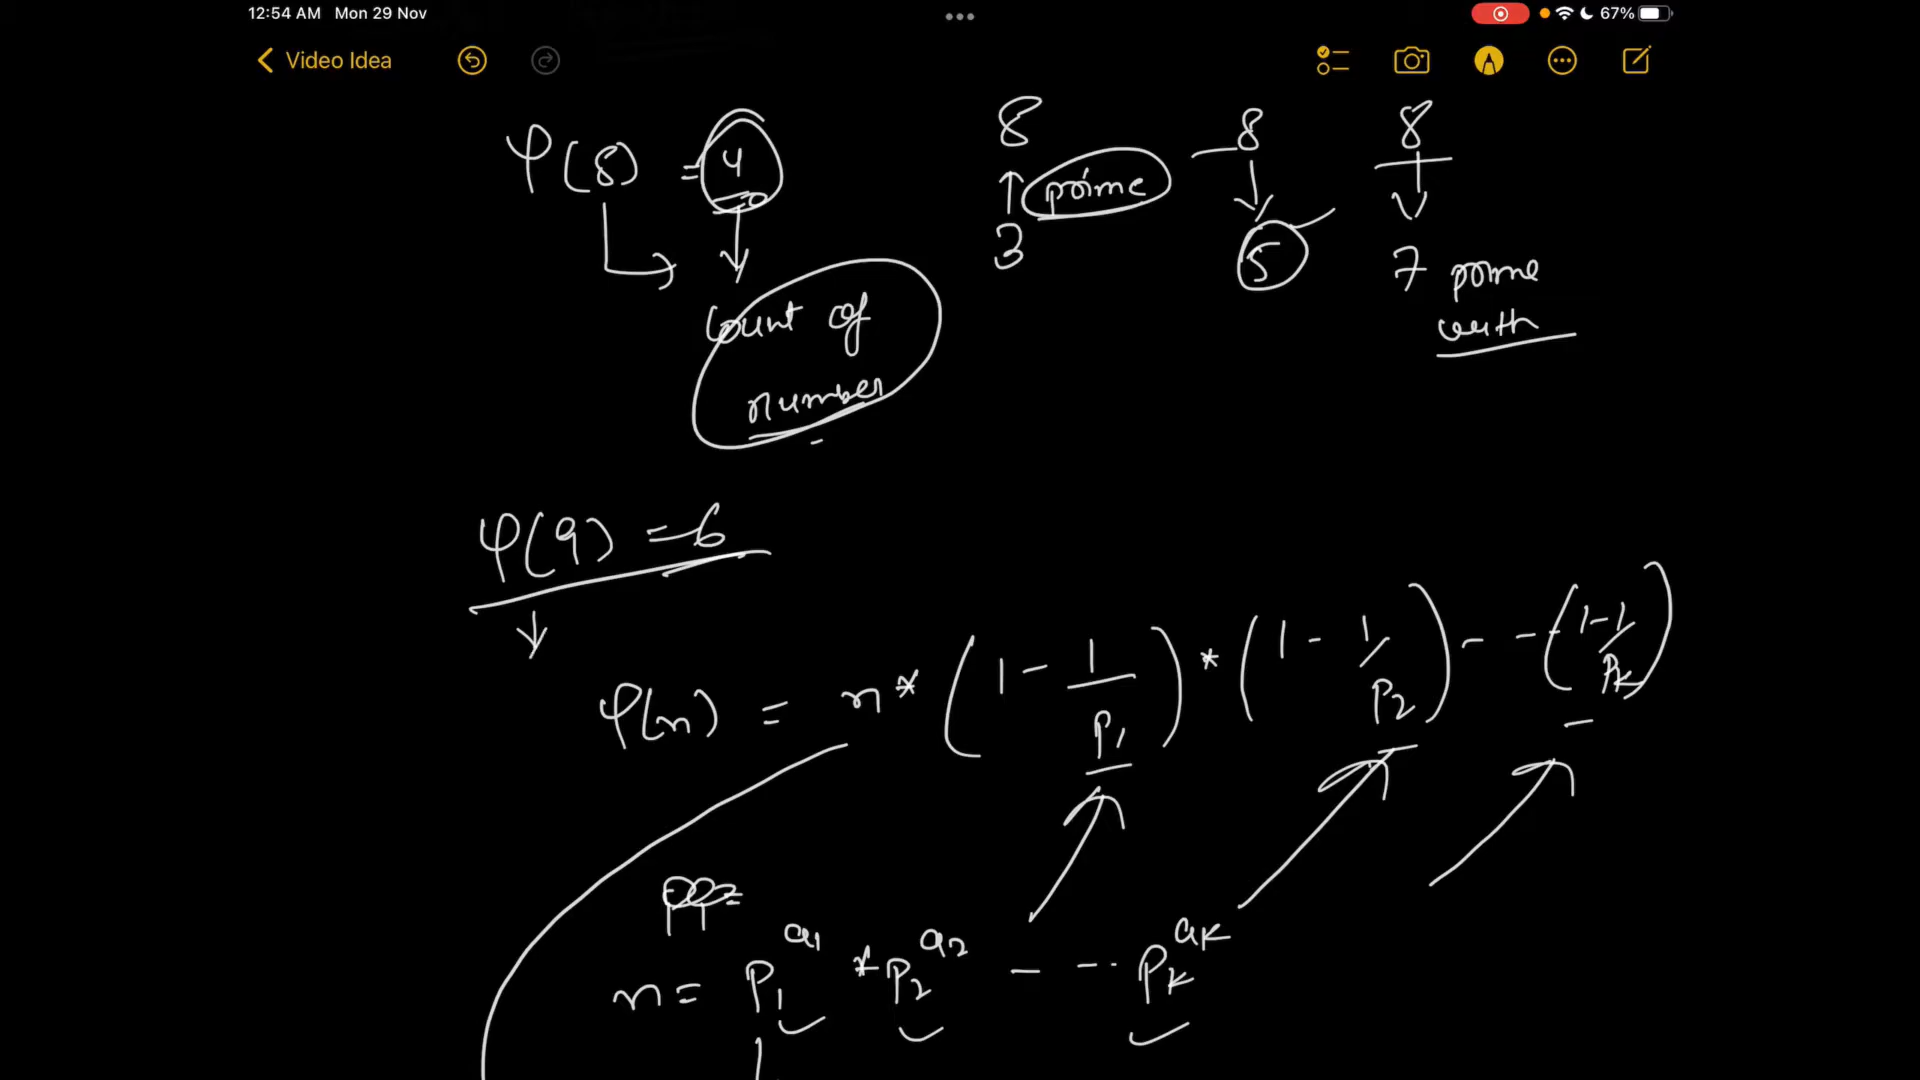 12:54 AM Mon 29 Nov
67%
Video Idea
φ(8) = 4
count of
number
8
prime
3
8
5
8
7 prime
with
φ(9) = 6
φ(n) = n * (1 - 1/p₁) * (1 - 1/p₂) - - (1 - 1/pₖ)
n = p₁^a₁ * p₂^a₂ - - - pₖ^aₖ